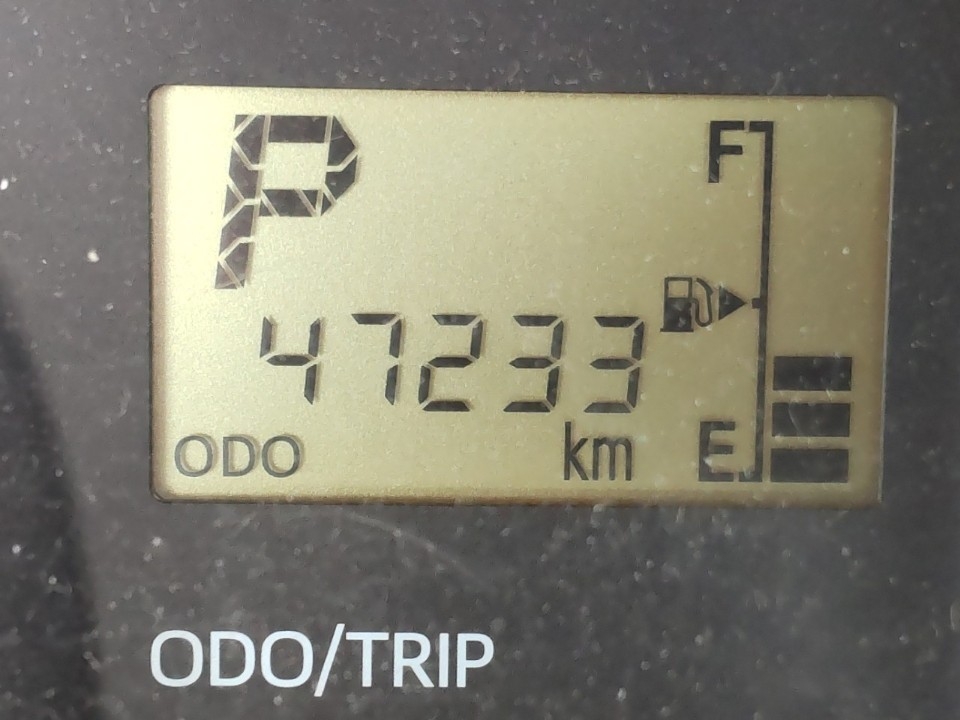 P
F
47233
ODO km E
ODO/TRIP